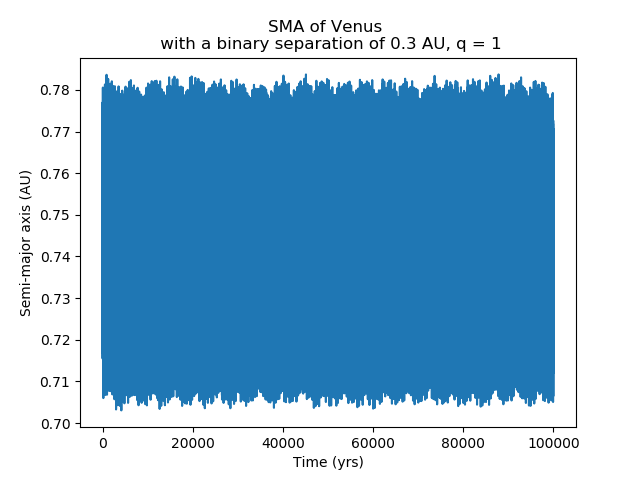 SMA of Venus
with a binary separation of 0.3 AU, q = 1
0.78
0.77
0.76
0.75
0.74
0.73
0.72
0.71
0.70
Semi-major axis (AU)
0 20000 40000 60000 80000 100000
Time (yrs)